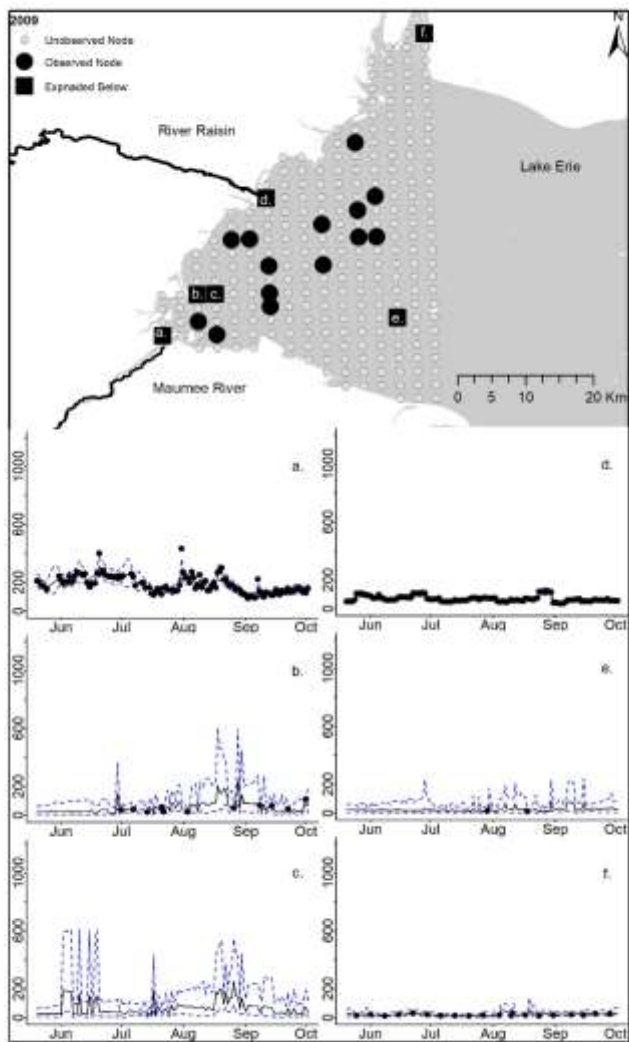 2009
N
Unobserved Node
Observed Node
Expnaded Below
River Raisin
Lake Erie
Maumee River
a.
b.
c.
d.
e.
f.
0 5 10 20 Km
a.
0 200 600 1000
Jun Jul Aug Sep Oct
d.
0 200 600 1000
Jun Jul Aug Sep Oct
b.
0 200 600 1000
Jun Jul Aug Sep Oct
e.
0 200 600 1000
Jun Jul Aug Sep Oct
c.
0 200 600 1000
Jun Jul Aug Sep Oct
f.
0 200 600 1000
Jun Jul Aug Sep Oct